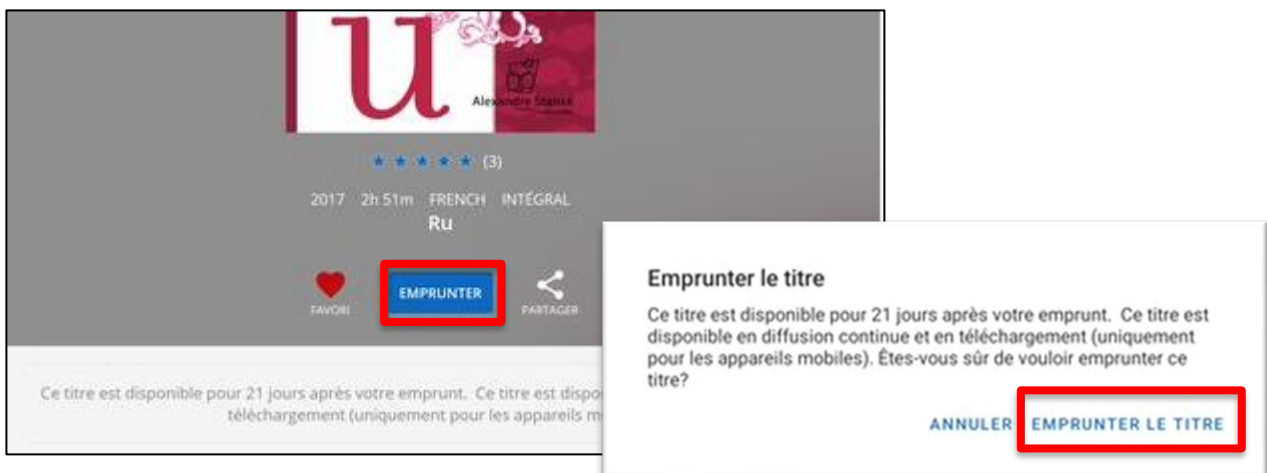 u
Alexandre Stanké
(3)
2017 2h 51m FRENCH INTÉGRAL
Ru
FAVORI
EMPRUNTER
PARTAGER
Ce titre est disponible pour 21 jours après votre emprunt. Ce titre est dispo
téléchargement (uniquement pour les appareils m
Emprunter le titre
Ce titre est disponible pour 21 jours après votre emprunt. Ce titre est
disponible en diffusion continue et en téléchargement (uniquement
pour les appareils mobiles). Êtes-vous sûr de vouloir emprunter ce
titre?
ANNULER EMPRUNTER LE TITRE